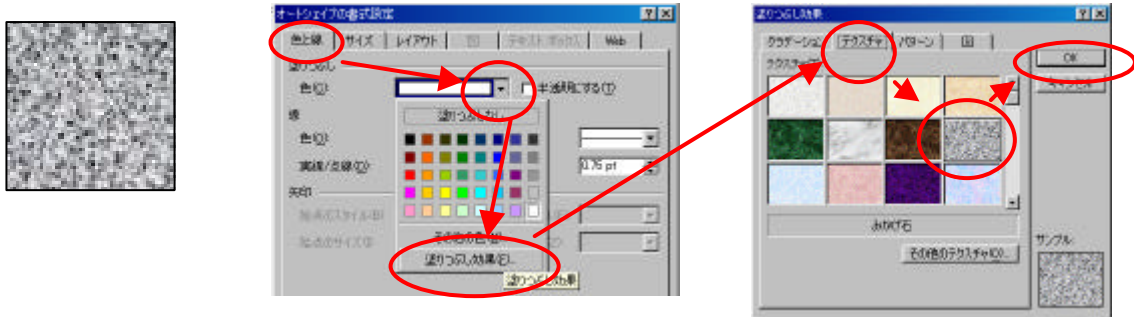 オートシェイプの書式設定
色と線 サイズ レイアウト 図 テキスト ボックス Web
塗りつぶし
色(C): 半透明にする(T)
塗りつぶしなし
線
色(O):
実線/点線(D): 0.75 pt
矢印
始点のスタイル(B):
始点のサイズ(I):
その他の色(M)...
塗りつぶし効果(F)...
塗りつぶし効果
塗りつぶし効果
グラデーション テクスチャ パターン 図
テクスチャ(T):
OK
キャンセル
みかげ石
その他のテクスチャ(O)...
サンプル: